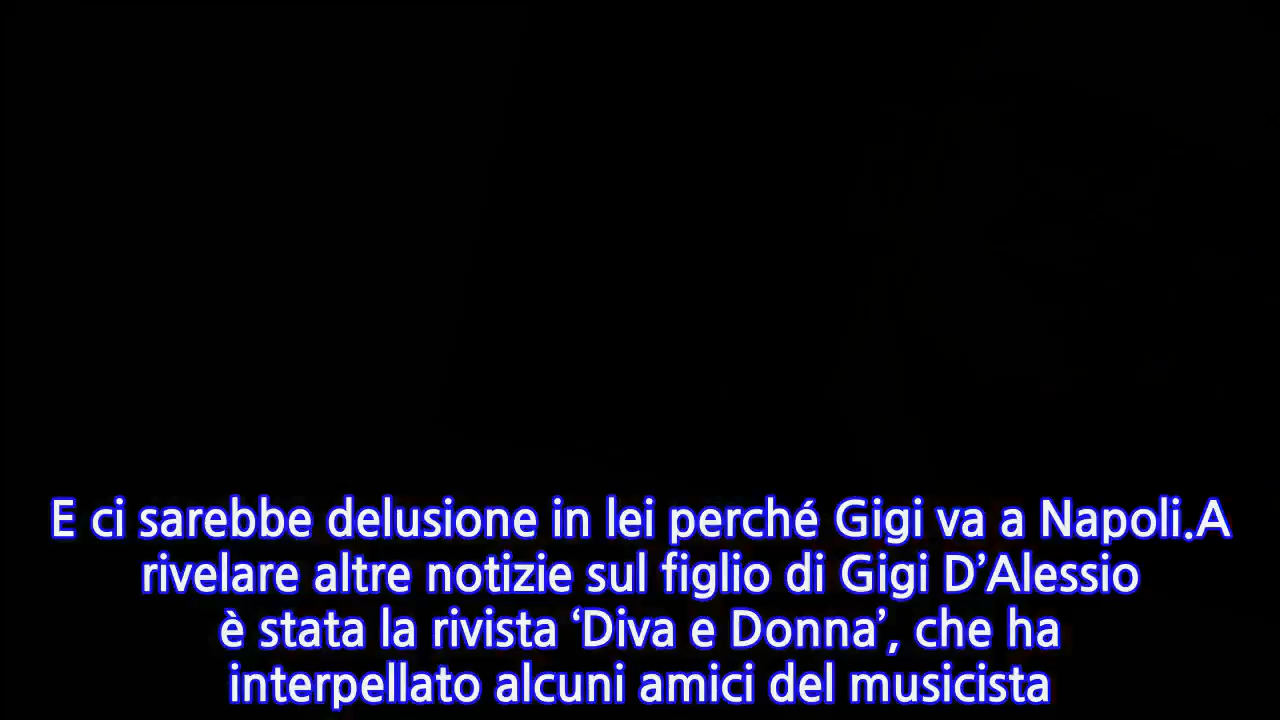 E ci sarebbe delusione in lei perché Gigi va a Napoli.A
rivelare altre notizie sul figlio di Gigi D’Alessio
è stata la rivista ‘Diva e Donna’, che ha
interpellato alcuni amici del musicista